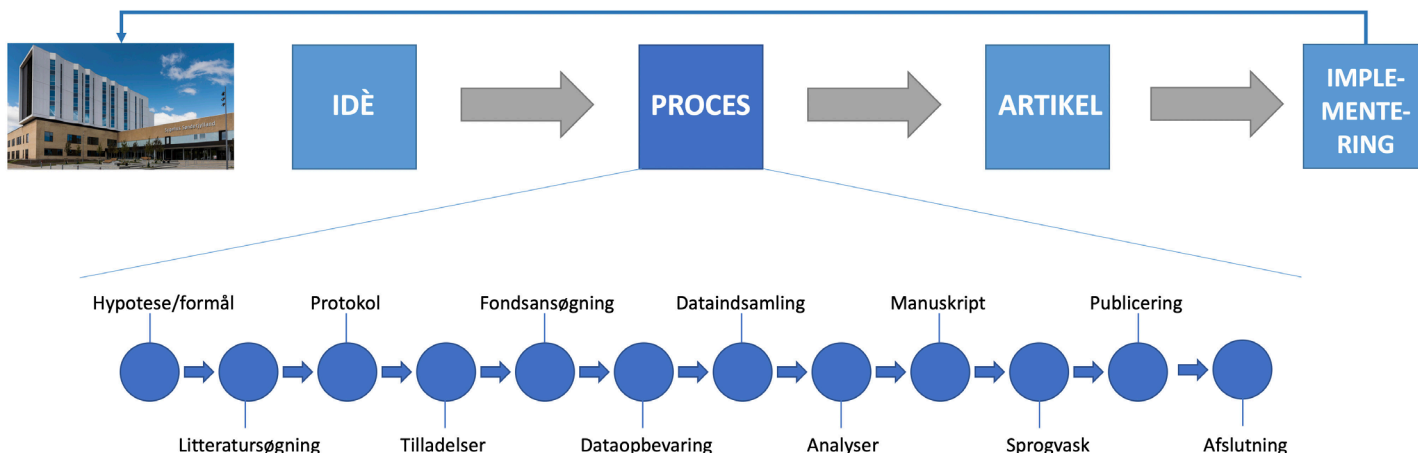 IDÈ
PROCES
ARTIKEL
IMPLE-
MENTE-
RING
Hypotese/formål
Protokol
Fondsansøgning
Dataindsamling
Manuskript
Publicering
Litteratursøgning
Tilladelser
Dataopbevaring
Analyser
Sprogvask
Afslutning